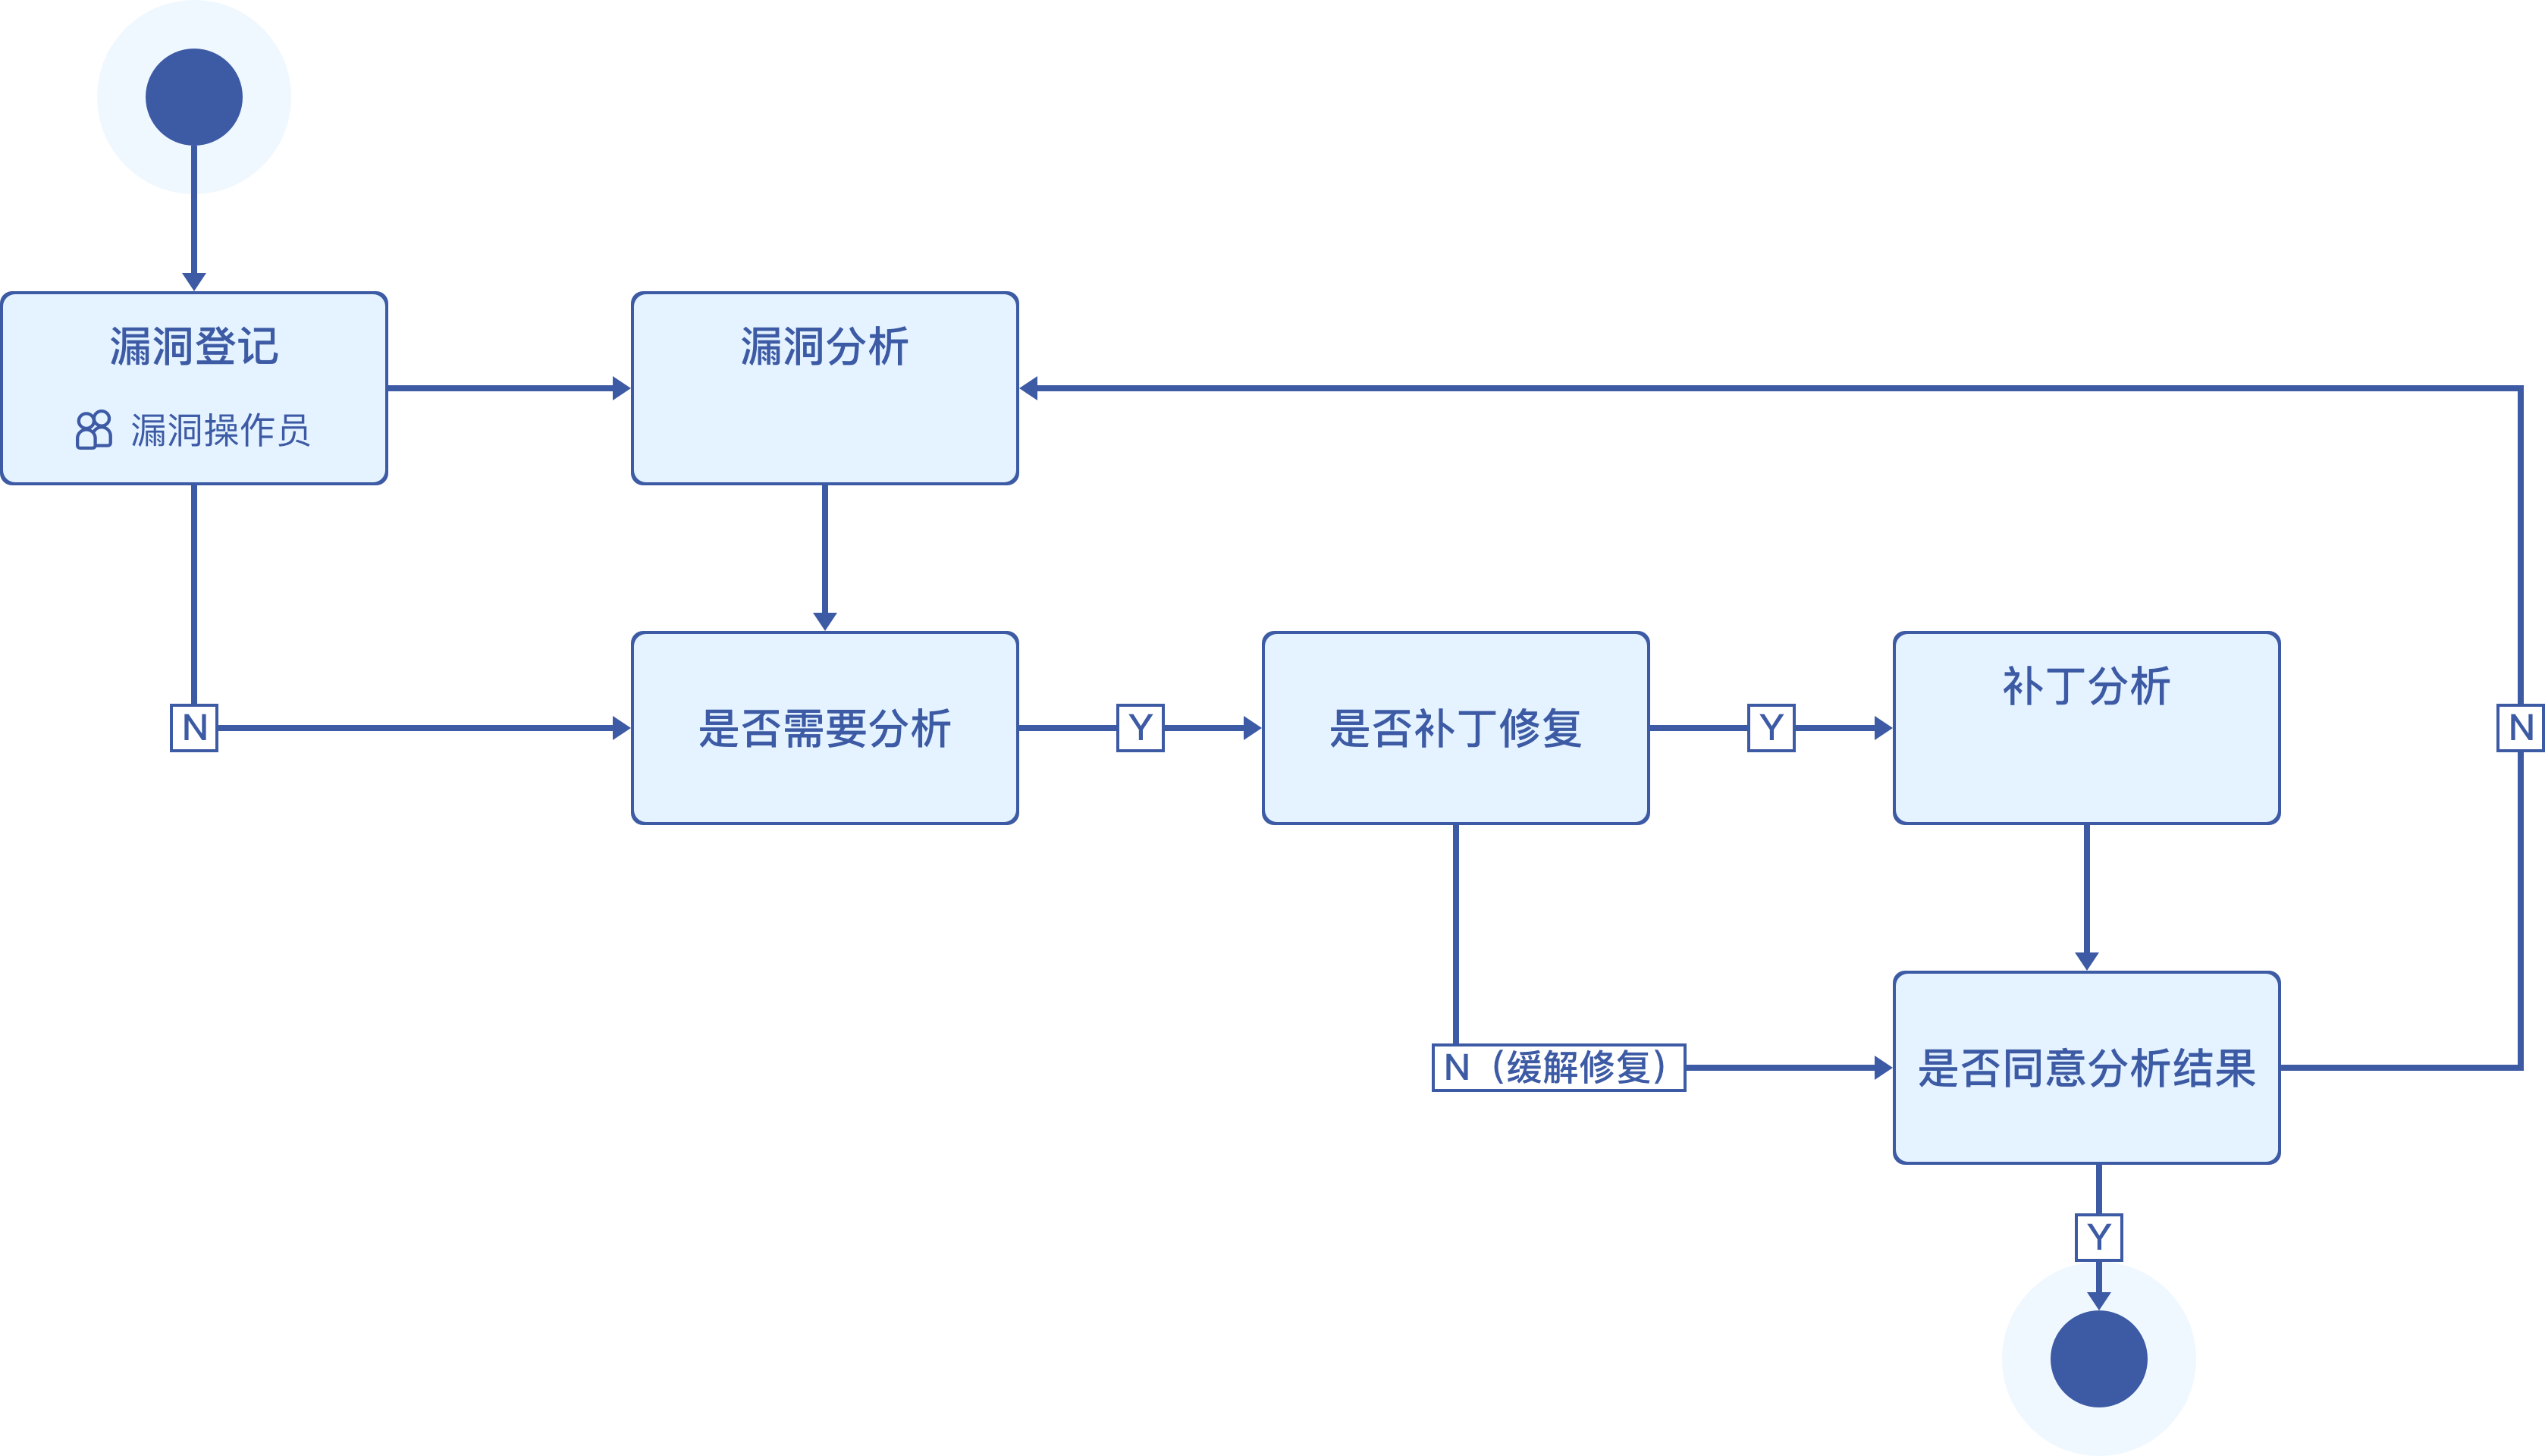 漏洞登记
漏洞操作员
漏洞分析
N
是否需要分析
Y
是否补丁修复
Y
补丁分析
N
N（缓解修复）
是否同意分析结果
Y